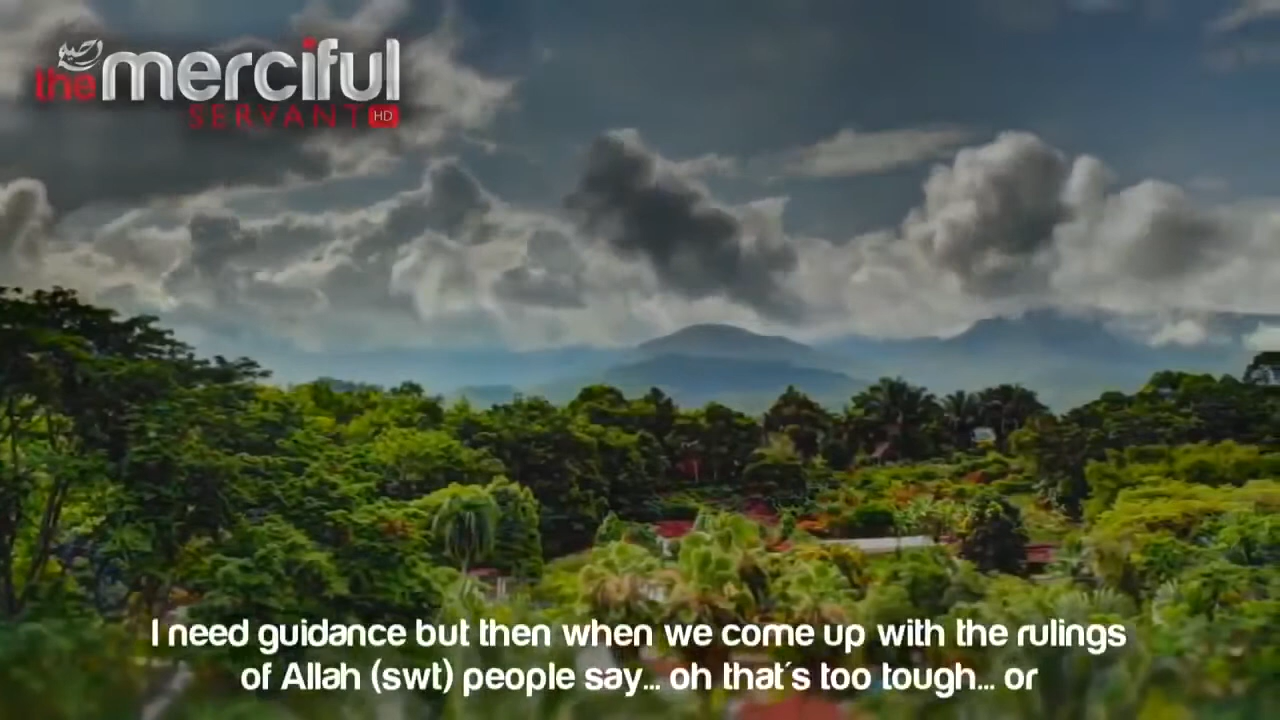 the merciful
SERVANT HD
I need guidance but then when we come up with the rulings
of Allah (swt) people say... oh that's too tough... or